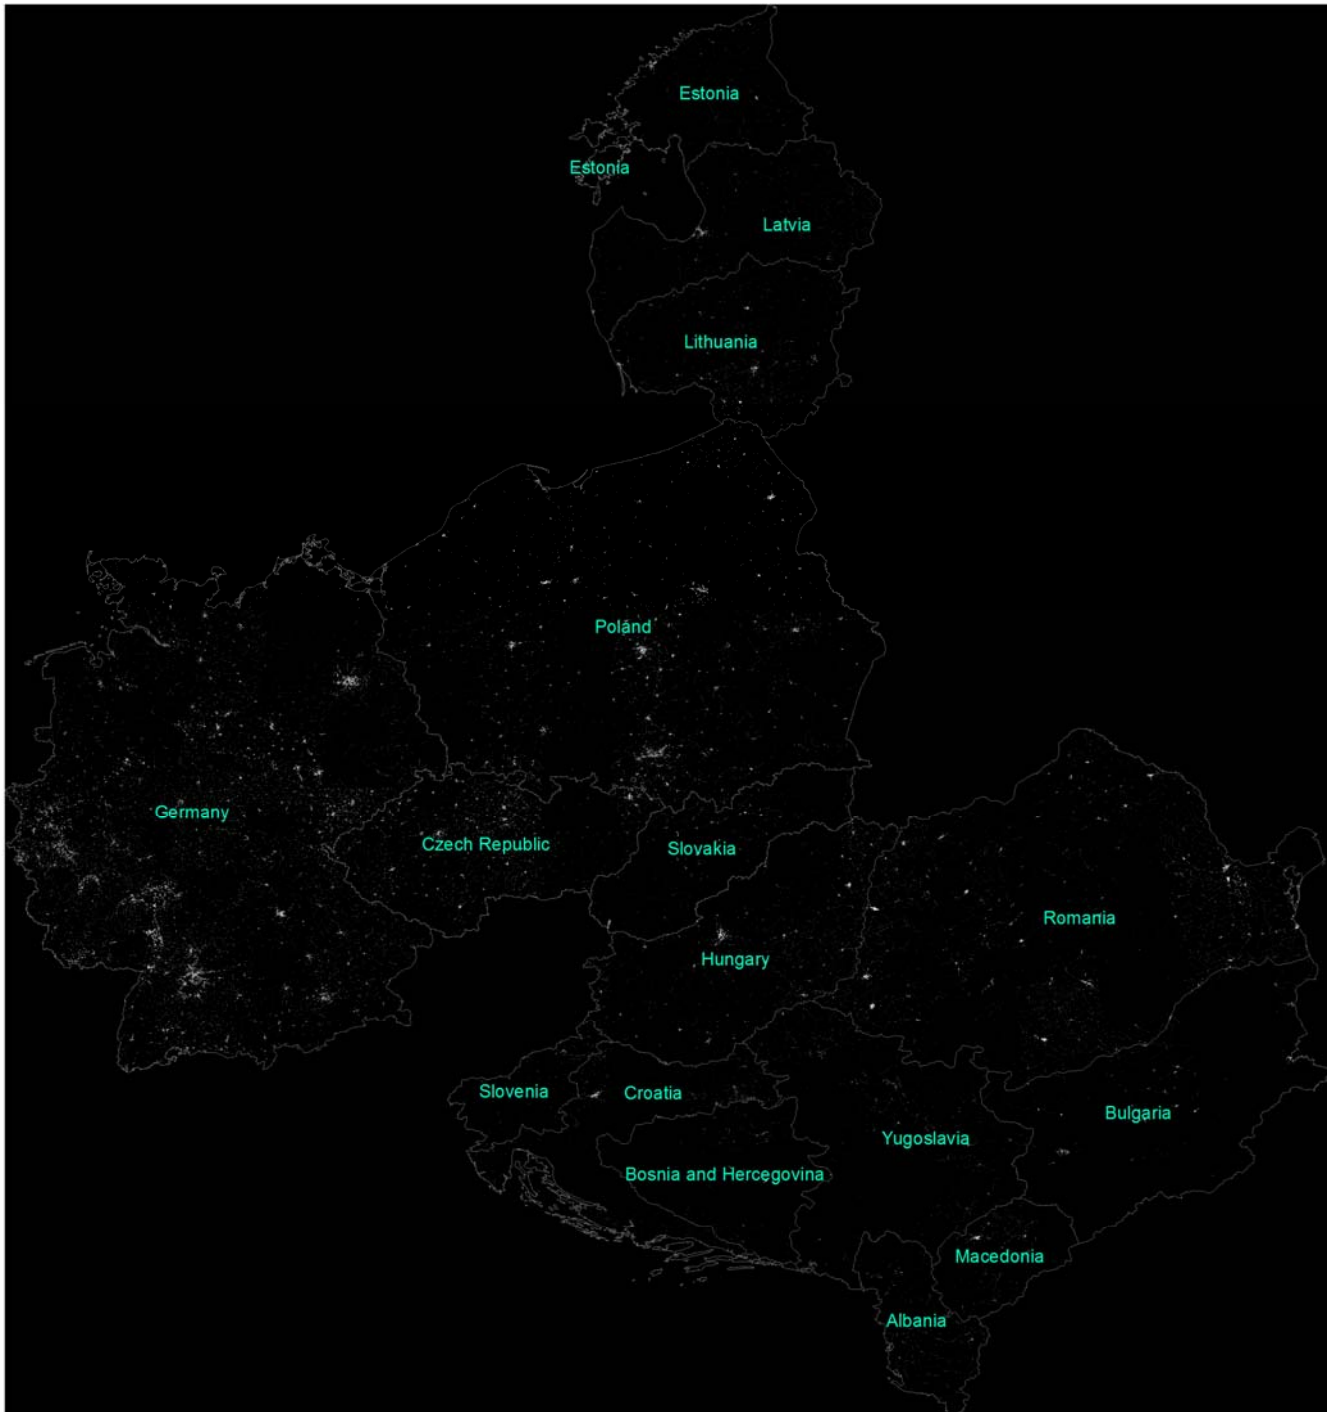 Estonia
Estonia
Latvia
Lithuania
Poland
Germany
Czech Republic
Slovakia
Romania
Hungary
Slovenia
Croatia
Bulgaria
Yugoslavia
Bosnia and Hercegovina
Macedonia
Albania